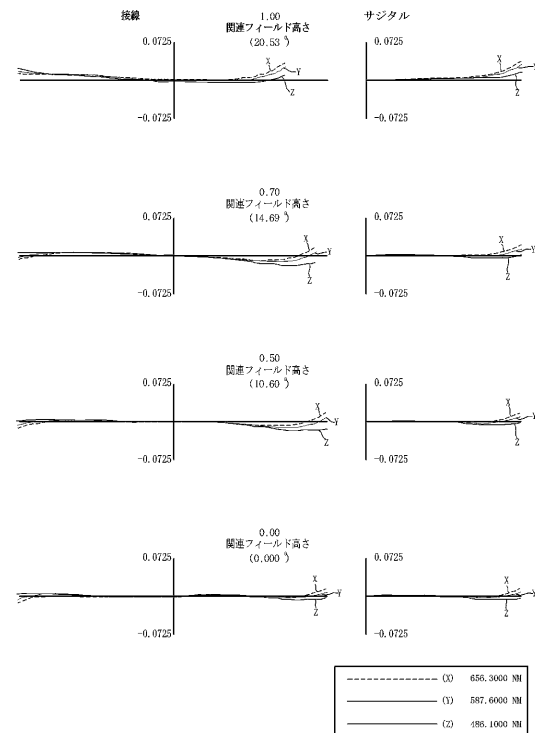 接線
1.00
関連フィールド高さ
(20.53 °)
サジタル
0.0725
0.0725
X
Y
Z
X
Y
Z
-0.0725
-0.0725
0.70
関連フィールド高さ
(14.69 °)
0.0725
0.0725
X
Y
Z
X
Y
Z
-0.0725
-0.0725
0.50
関連フィールド高さ
(10.60 °)
0.0725
0.0725
X
Y
Z
X
Y
Z
-0.0725
-0.0725
0.00
関連フィールド高さ
(0.000 °)
0.0725
0.0725
X
Y
Z
X
Y
Z
-0.0725
-0.0725
(X) 656.3000 NM
(Y) 587.6000 NM
(Z) 486.1000 NM